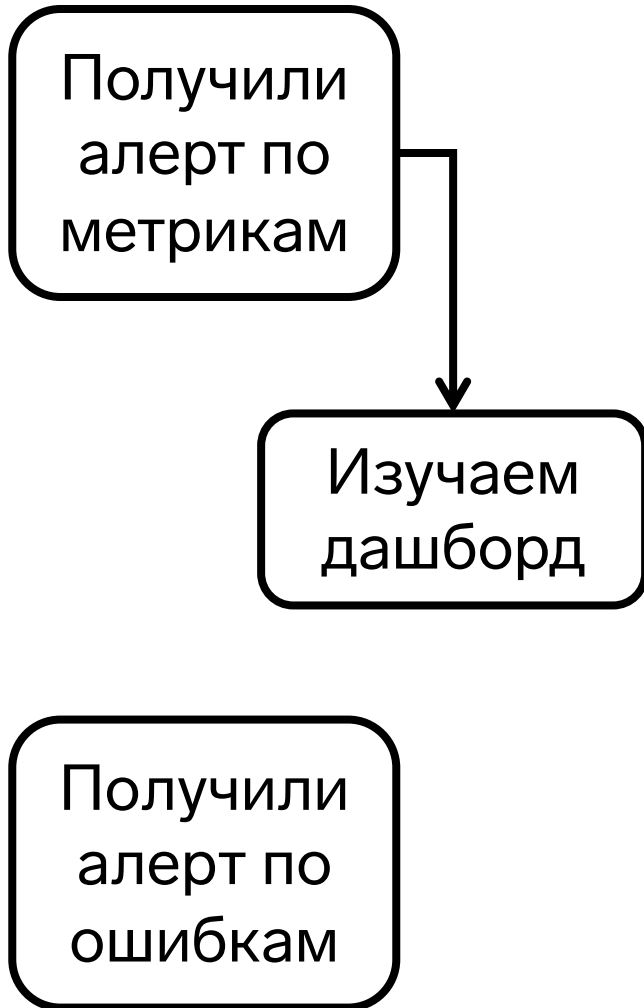 Получили
алерт по
метрикам
Изучаем
дашборд
Получили
алерт по
ошибкам